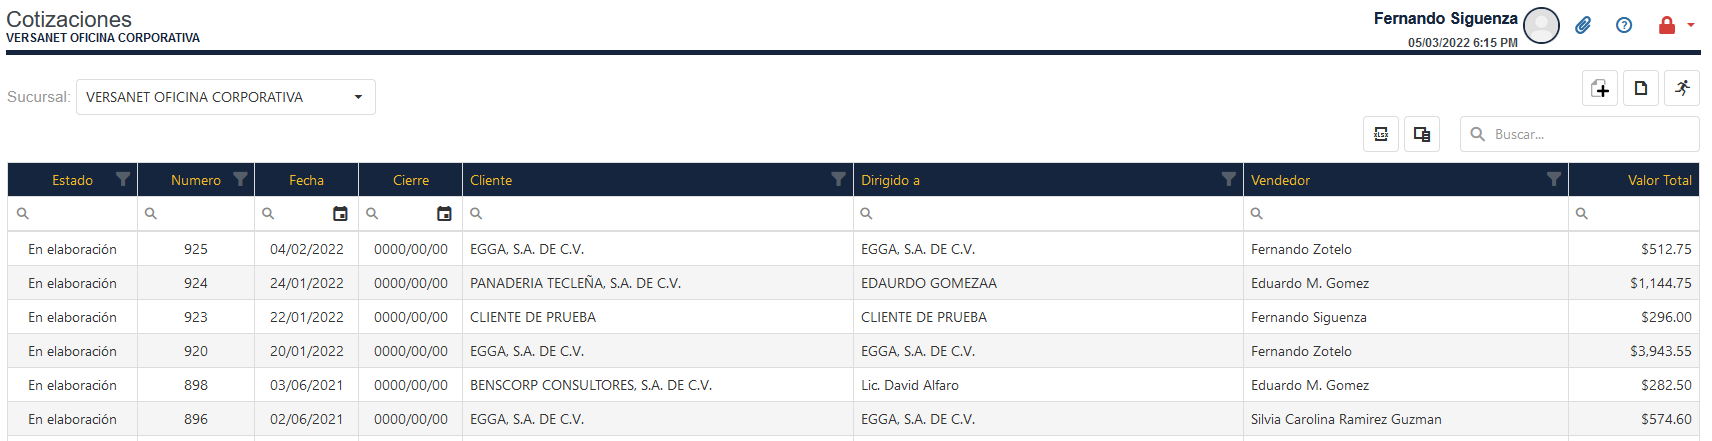 Cotizaciones
VERSANET OFICINA CORPORATIVA
Fernando Siguenza
05/03/2022 6:15 PM
Sucursal: VERSANET OFICINA CORPORATIVA
xlsx
Buscar...
Estado Numero Fecha Cierre Cliente Dirigido a Vendedor Valor Total
En elaboración 925 04/02/2022 0000/00/00 EGGA, S.A. DE C.V. EGGA, S.A. DE C.V. Fernando Zotelo $512.75
En elaboración 924 24/01/2022 0000/00/00 PANADERIA TECLEÑA, S.A. DE C.V. EDAURDO GOMEZAA Eduardo M. Gomez $1,144.75
En elaboración 923 22/01/2022 0000/00/00 CLIENTE DE PRUEBA CLIENTE DE PRUEBA Fernando Siguenza $296.00
En elaboración 920 20/01/2022 0000/00/00 EGGA, S.A. DE C.V. EGGA, S.A. DE C.V. Fernando Zotelo $3,943.55
En elaboración 898 03/06/2021 0000/00/00 BENSCORP CONSULTORES, S.A. DE C.V. Lic. David Alfaro Eduardo M. Gomez $282.50
En elaboración 896 02/06/2021 0000/00/00 EGGA, S.A. DE C.V. EGGA, S.A. DE C.V. Silvia Carolina Ramirez Guzman $574.60